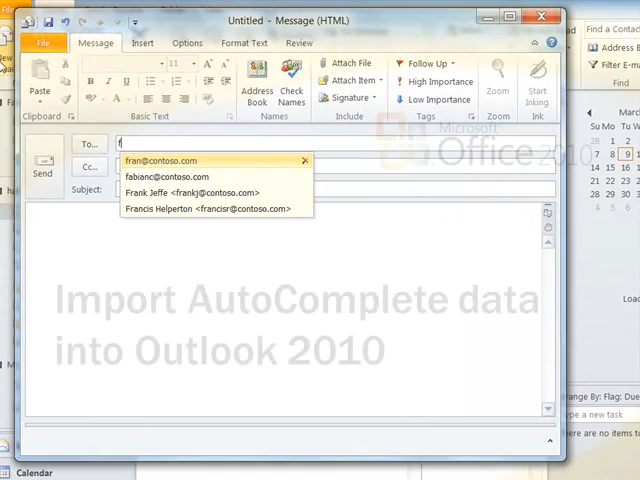 Untitled - Message (HTML)
File
Message
Insert
Options
Format Text
Review
Find a Contact
Paste
11
B I U
Address Book
Check Names
Attach File
Attach Item
Signature
Follow Up
High Importance
Low Importance
Zoom
Start Inking
Address B
Filter E-ma
Clipboard
Basic Text
Names
Include
Tags
Zoom
Ink
Find
Send
To...
f
Cc...
Subject:
fran@contoso.com
fabianc@contoso.com
Frank Jeffe <frankj@contoso.com>
Francis Helperton <francisr@contoso.com>
Microsoft
Office 2010
March
Su Mo Tu W
28 1 2
7 8 9
14 15 16
21 22 23
28 29 30
4 5 6
Import AutoComplete data
into Outlook 2010
Load
Arrange By: Flag: Due
Type a new task
There are no items to
Calendar